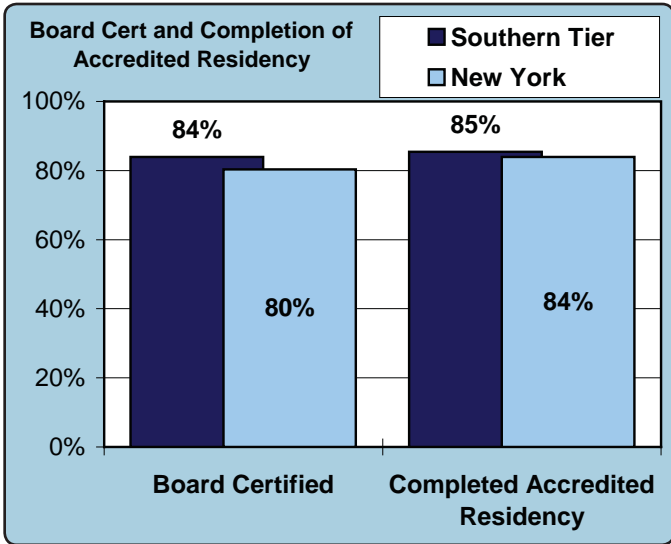 Board Cert and Completion of
Accredited Residency
Southern Tier
New York
100%
80%
60%
40%
20%
0%
84%
80%
85%
84%
Board Certified
Completed Accredited
Residency